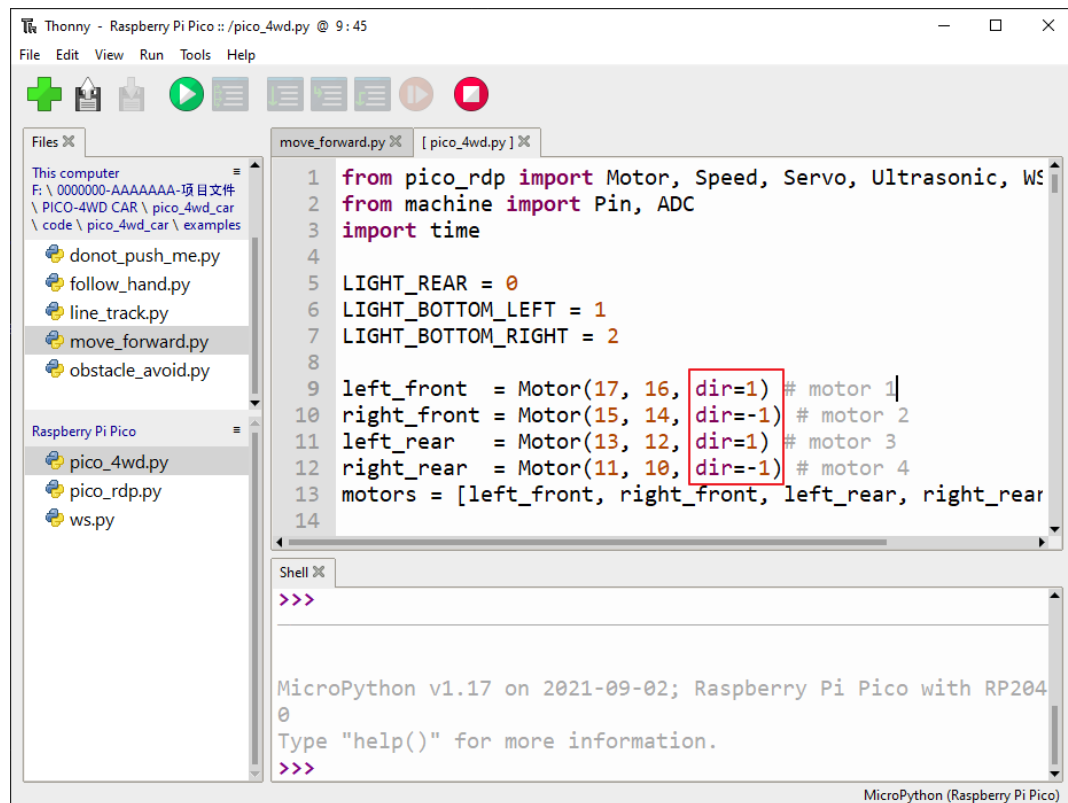 Thonny - Raspberry Pi Pico :: /pico_4wd.py @ 9 : 45
File Edit View Run Tools Help
Files
This computer
F: \ 0000000-AAAAAAA-项目文件
\ PICO-4WD CAR \ pico_4wd_car
\ code \ pico_4wd_car \ examples
donot_push_me.py
follow_hand.py
line_track.py
move_forward.py
obstacle_avoid.py
Raspberry Pi Pico
pico_4wd.py
pico_rdp.py
ws.py
move_forward.py [ pico_4wd.py ]
1 from pico_rdp import Motor, Speed, Servo, Ultrasonic, WS
2 from machine import Pin, ADC
3 import time
4
5 LIGHT_REAR = 0
6 LIGHT_BOTTOM_LEFT = 1
7 LIGHT_BOTTOM_RIGHT = 2
8
9 left_front  = Motor(17, 16, dir=1) # motor 1
10 right_front = Motor(15, 14, dir=-1) # motor 2
11 left_rear   = Motor(13, 12, dir=1) # motor 3
12 right_rear  = Motor(11, 10, dir=-1) # motor 4
13 motors = [left_front, right_front, left_rear, right_rear
14
Shell
>>>
MicroPython v1.17 on 2021-09-02; Raspberry Pi Pico with RP204
0
Type "help()" for more information.
>>>
MicroPython (Raspberry Pi Pico)